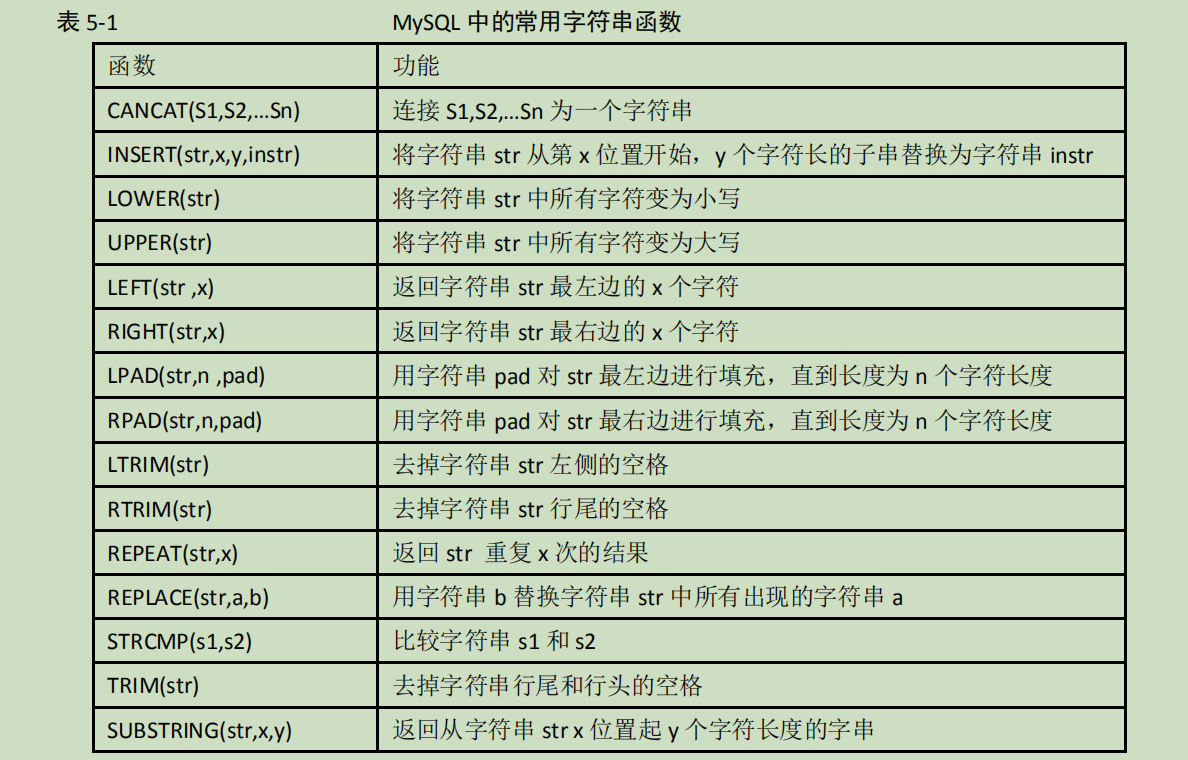 表 5-1 MySQL 中的常用字符串函数
函数 功能
CANCAT(S1,S2,...Sn) 连接 S1,S2,...Sn 为一个字符串
INSERT(str,x,y,instr) 将字符串 str 从第 x 位置开始，y 个字符长的子串替换为字符串 instr
LOWER(str) 将字符串 str 中所有字符变为小写
UPPER(str) 将字符串 str 中所有字符变为大写
LEFT(str ,x) 返回字符串 str 最左边的 x 个字符
RIGHT(str,x) 返回字符串 str 最右边的 x 个字符
LPAD(str,n ,pad) 用字符串 pad 对 str 最左边进行填充，直到长度为 n 个字符长度
RPAD(str,n,pad) 用字符串 pad 对 str 最右边进行填充，直到长度为 n 个字符长度
LTRIM(str) 去掉字符串 str 左侧的空格
RTRIM(str) 去掉字符串 str 行尾的空格
REPEAT(str,x) 返回 str 重复 x 次的结果
REPLACE(str,a,b) 用字符串 b 替换字符串 str 中所有出现的字符串 a
STRCMP(s1,s2) 比较字符串 s1 和 s2
TRIM(str) 去掉字符串行尾和行头的空格
SUBSTRING(str,x,y) 返回从字符串 str x 位置起 y 个字符长度的字串